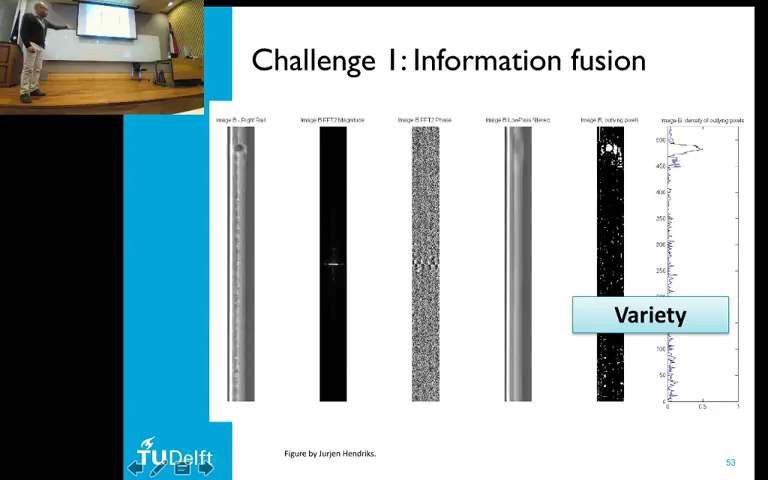 Challenge 1: Information fusion
Image B - Right Rail
Image B FFT2 Magnitude
Image B FFT2 Phase
Image B LowPass filtered
Image B, outlying pixels
Image B: density of outlying pixels
500
450
400
350
300
250
200
Variety
100
50
0
0
0.5
1
TUDelft
Figure by Jurjen Hendriks.
53